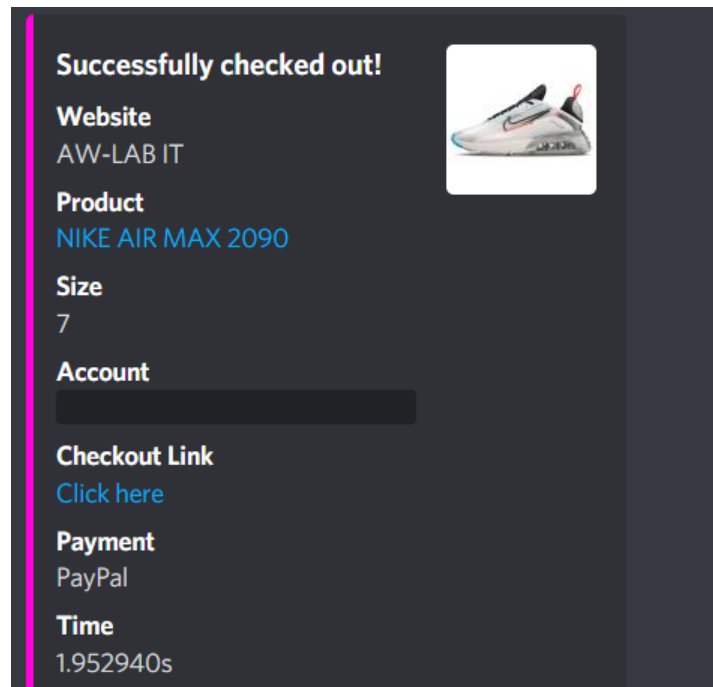 Successfully checked out!
Website
AW-LAB IT
Product
NIKE AIR MAX 2090
Size
7
Account
Checkout Link
Click here
Payment
PayPal
Time
1.952940s